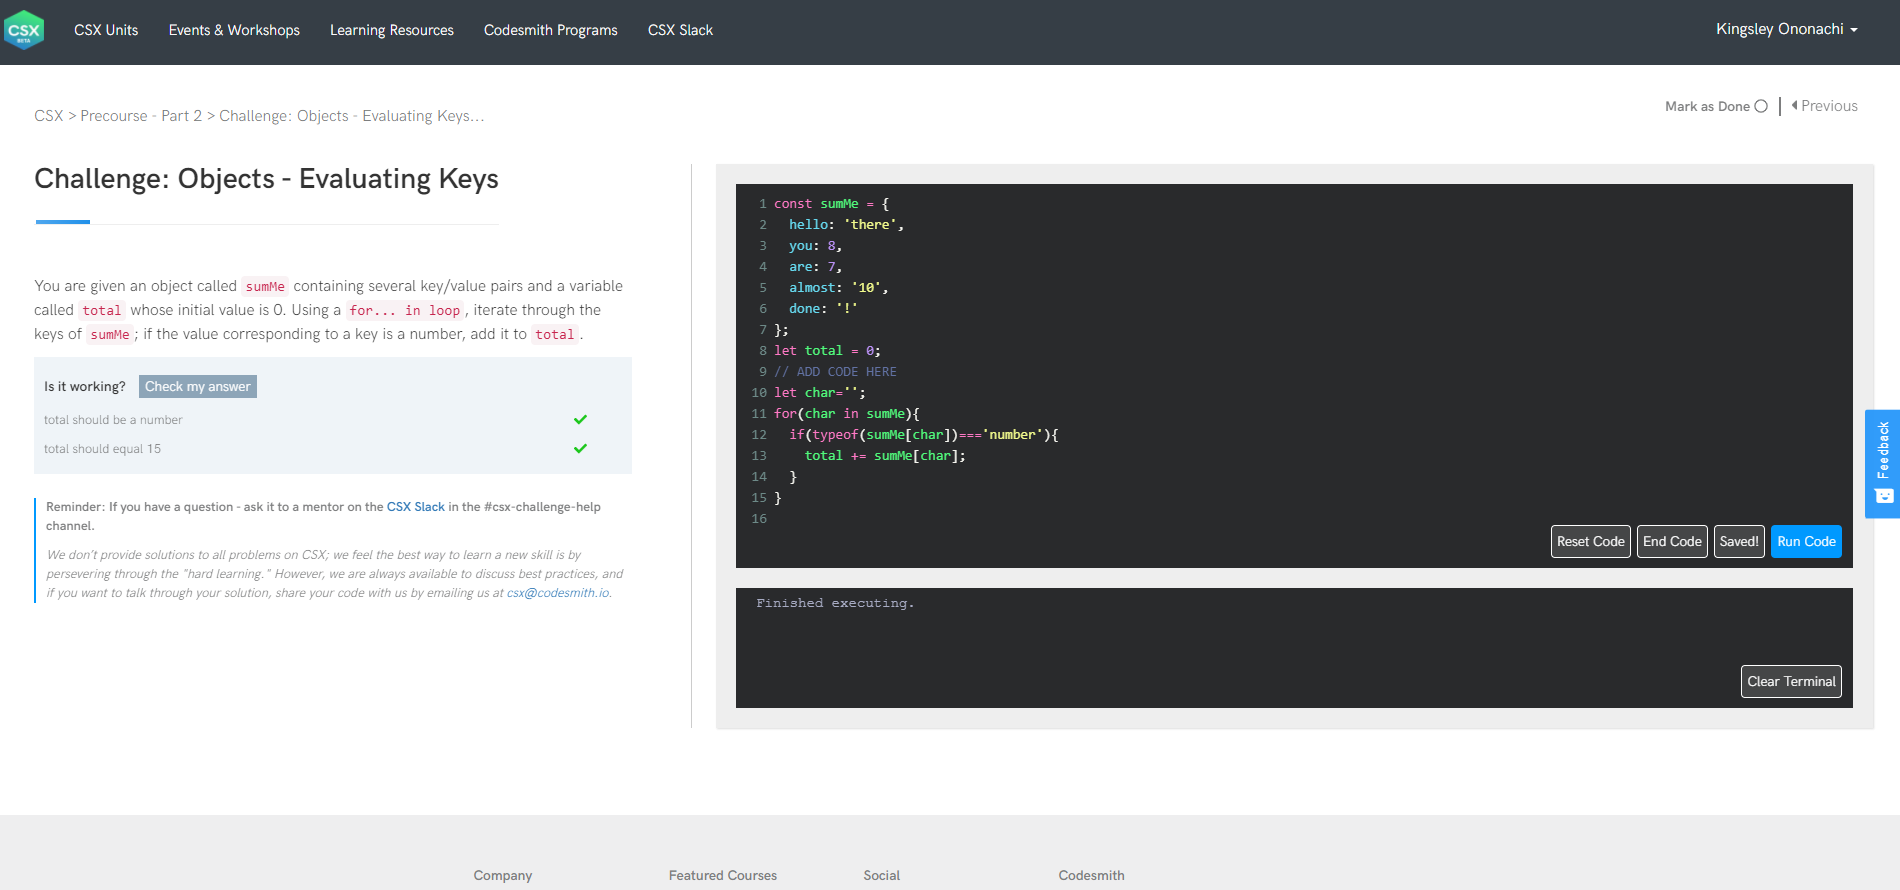 CSX
BETA
CSX Units
Events & Workshops
Learning Resources
Codesmith Programs
CSX Slack
Kingsley Ononachi
CSX > Precourse - Part 2 > Challenge: Objects - Evaluating Keys...
Mark as Done
Previous
Challenge: Objects - Evaluating Keys
You are given an object called sumMe containing several key/value pairs and a variable
called total whose initial value is 0. Using a for... in loop, iterate through the
keys of sumMe; if the value corresponding to a key is a number, add it to total.
Is it working? Check my answer
total should be a number
total should equal 15
Reminder: If you have a question - ask it to a mentor on the CSX Slack in the #csx-challenge-help
channel.
We don't provide solutions to all problems on CSX; we feel the best way to learn a new skill is by
persevering through the "hard learning." However, we are always available to discuss best practices, and
if you want to talk through your solution, share your code with us by emailing us at csx@codesmith.io.
1 const sumMe = {
2   hello: 'there',
3   you: 8,
4   are: 7,
5   almost: '10',
6   done: '!'
7 };
8 let total = 0;
9 // ADD CODE HERE
10 let char='';
11 for(char in sumMe){
12   if(typeof(sumMe[char])==='number'){
13     total += sumMe[char];
14   }
15 }
16
Reset Code
End Code
Saved!
Run Code
Finished executing.
Clear Terminal
Feedback
Company
Featured Courses
Social
Codesmith